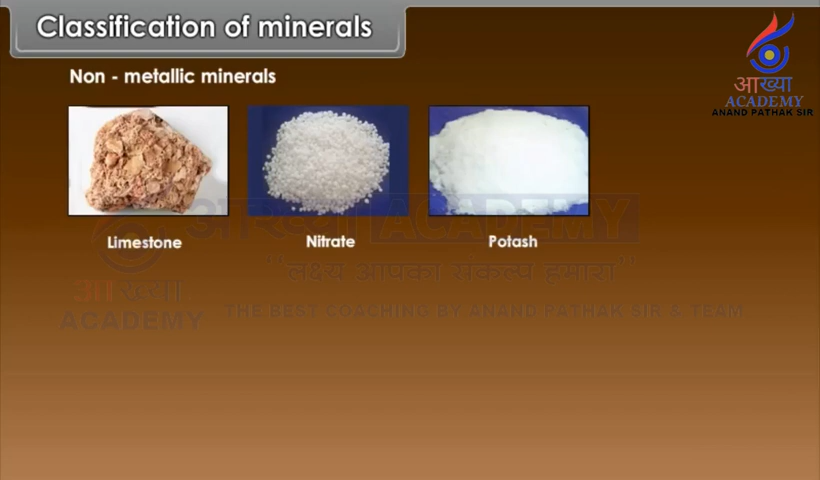 Classification of minerals
Non - metallic minerals
आख्या
ACADEMY
ANAND PATHAK SIR
Limestone
Nitrate
Potash
आख्या ACADEMY
"लक्ष्य आपका संकल्प हमारा"
आख्या
ACADEMY
THE BEST COACHING BY ANAND PATHAK SIR & TEAM